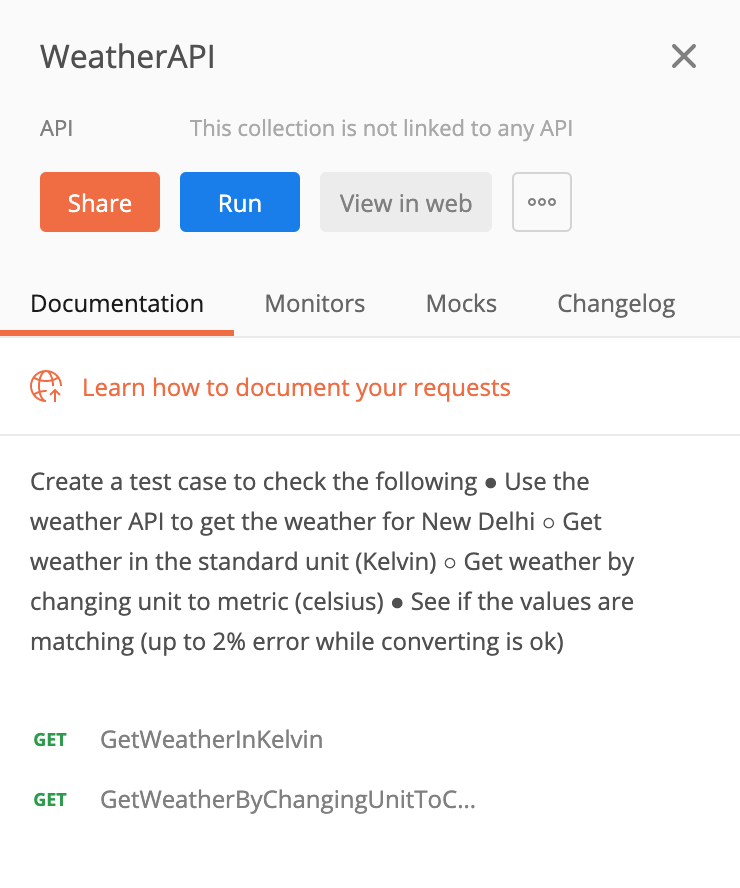 WeatherAPI
API This collection is not linked to any API
Share Run View in web
Documentation Monitors Mocks Changelog
Learn how to document your requests
Create a test case to check the following ● Use the
weather API to get the weather for New Delhi ○ Get
weather in the standard unit (Kelvin) ○ Get weather by
changing unit to metric (celsius) ● See if the values are
matching (up to 2% error while converting is ok)
GET GetWeatherInKelvin
GET GetWeatherByChangingUnitToC...